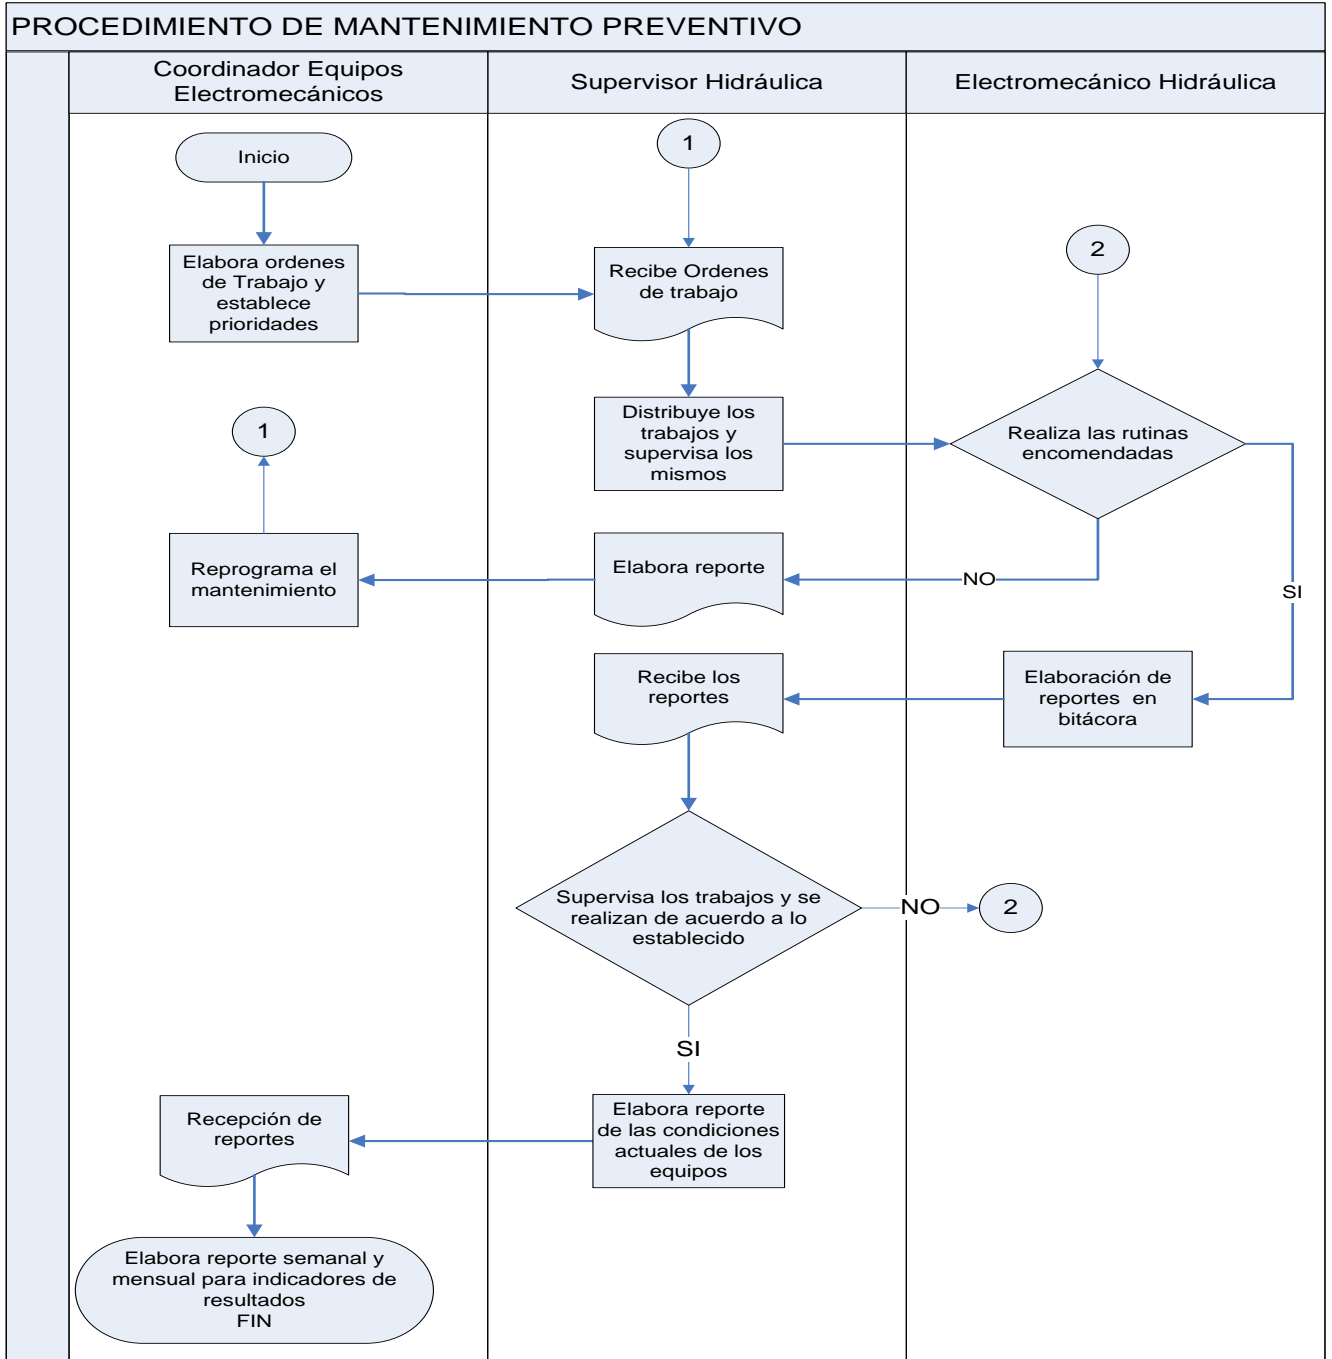 PROCEDIMIENTO DE MANTENIMIENTO PREVENTIVO
Coordinador Equipos
Electromecánicos
Supervisor Hidráulica
Electromecánico Hidráulica
Inicio
1
2
Elabora ordenes
de Trabajo y
establece
prioridades
Recibe Ordenes
de trabajo
Distribuye los
trabajos y
supervisa los
mismos
Realiza las rutinas
encomendadas
1
Reprograma el
mantenimiento
Elabora reporte
NO
SI
Recibe los
reportes
Elaboración de
reportes en
bitácora
Supervisa los trabajos y se
realizan de acuerdo a lo
establecido
NO
2
SI
Recepción de
reportes
Elabora reporte
de las condiciones
actuales de los
equipos
Elabora reporte semanal y
mensual para indicadores de
resultados
FIN